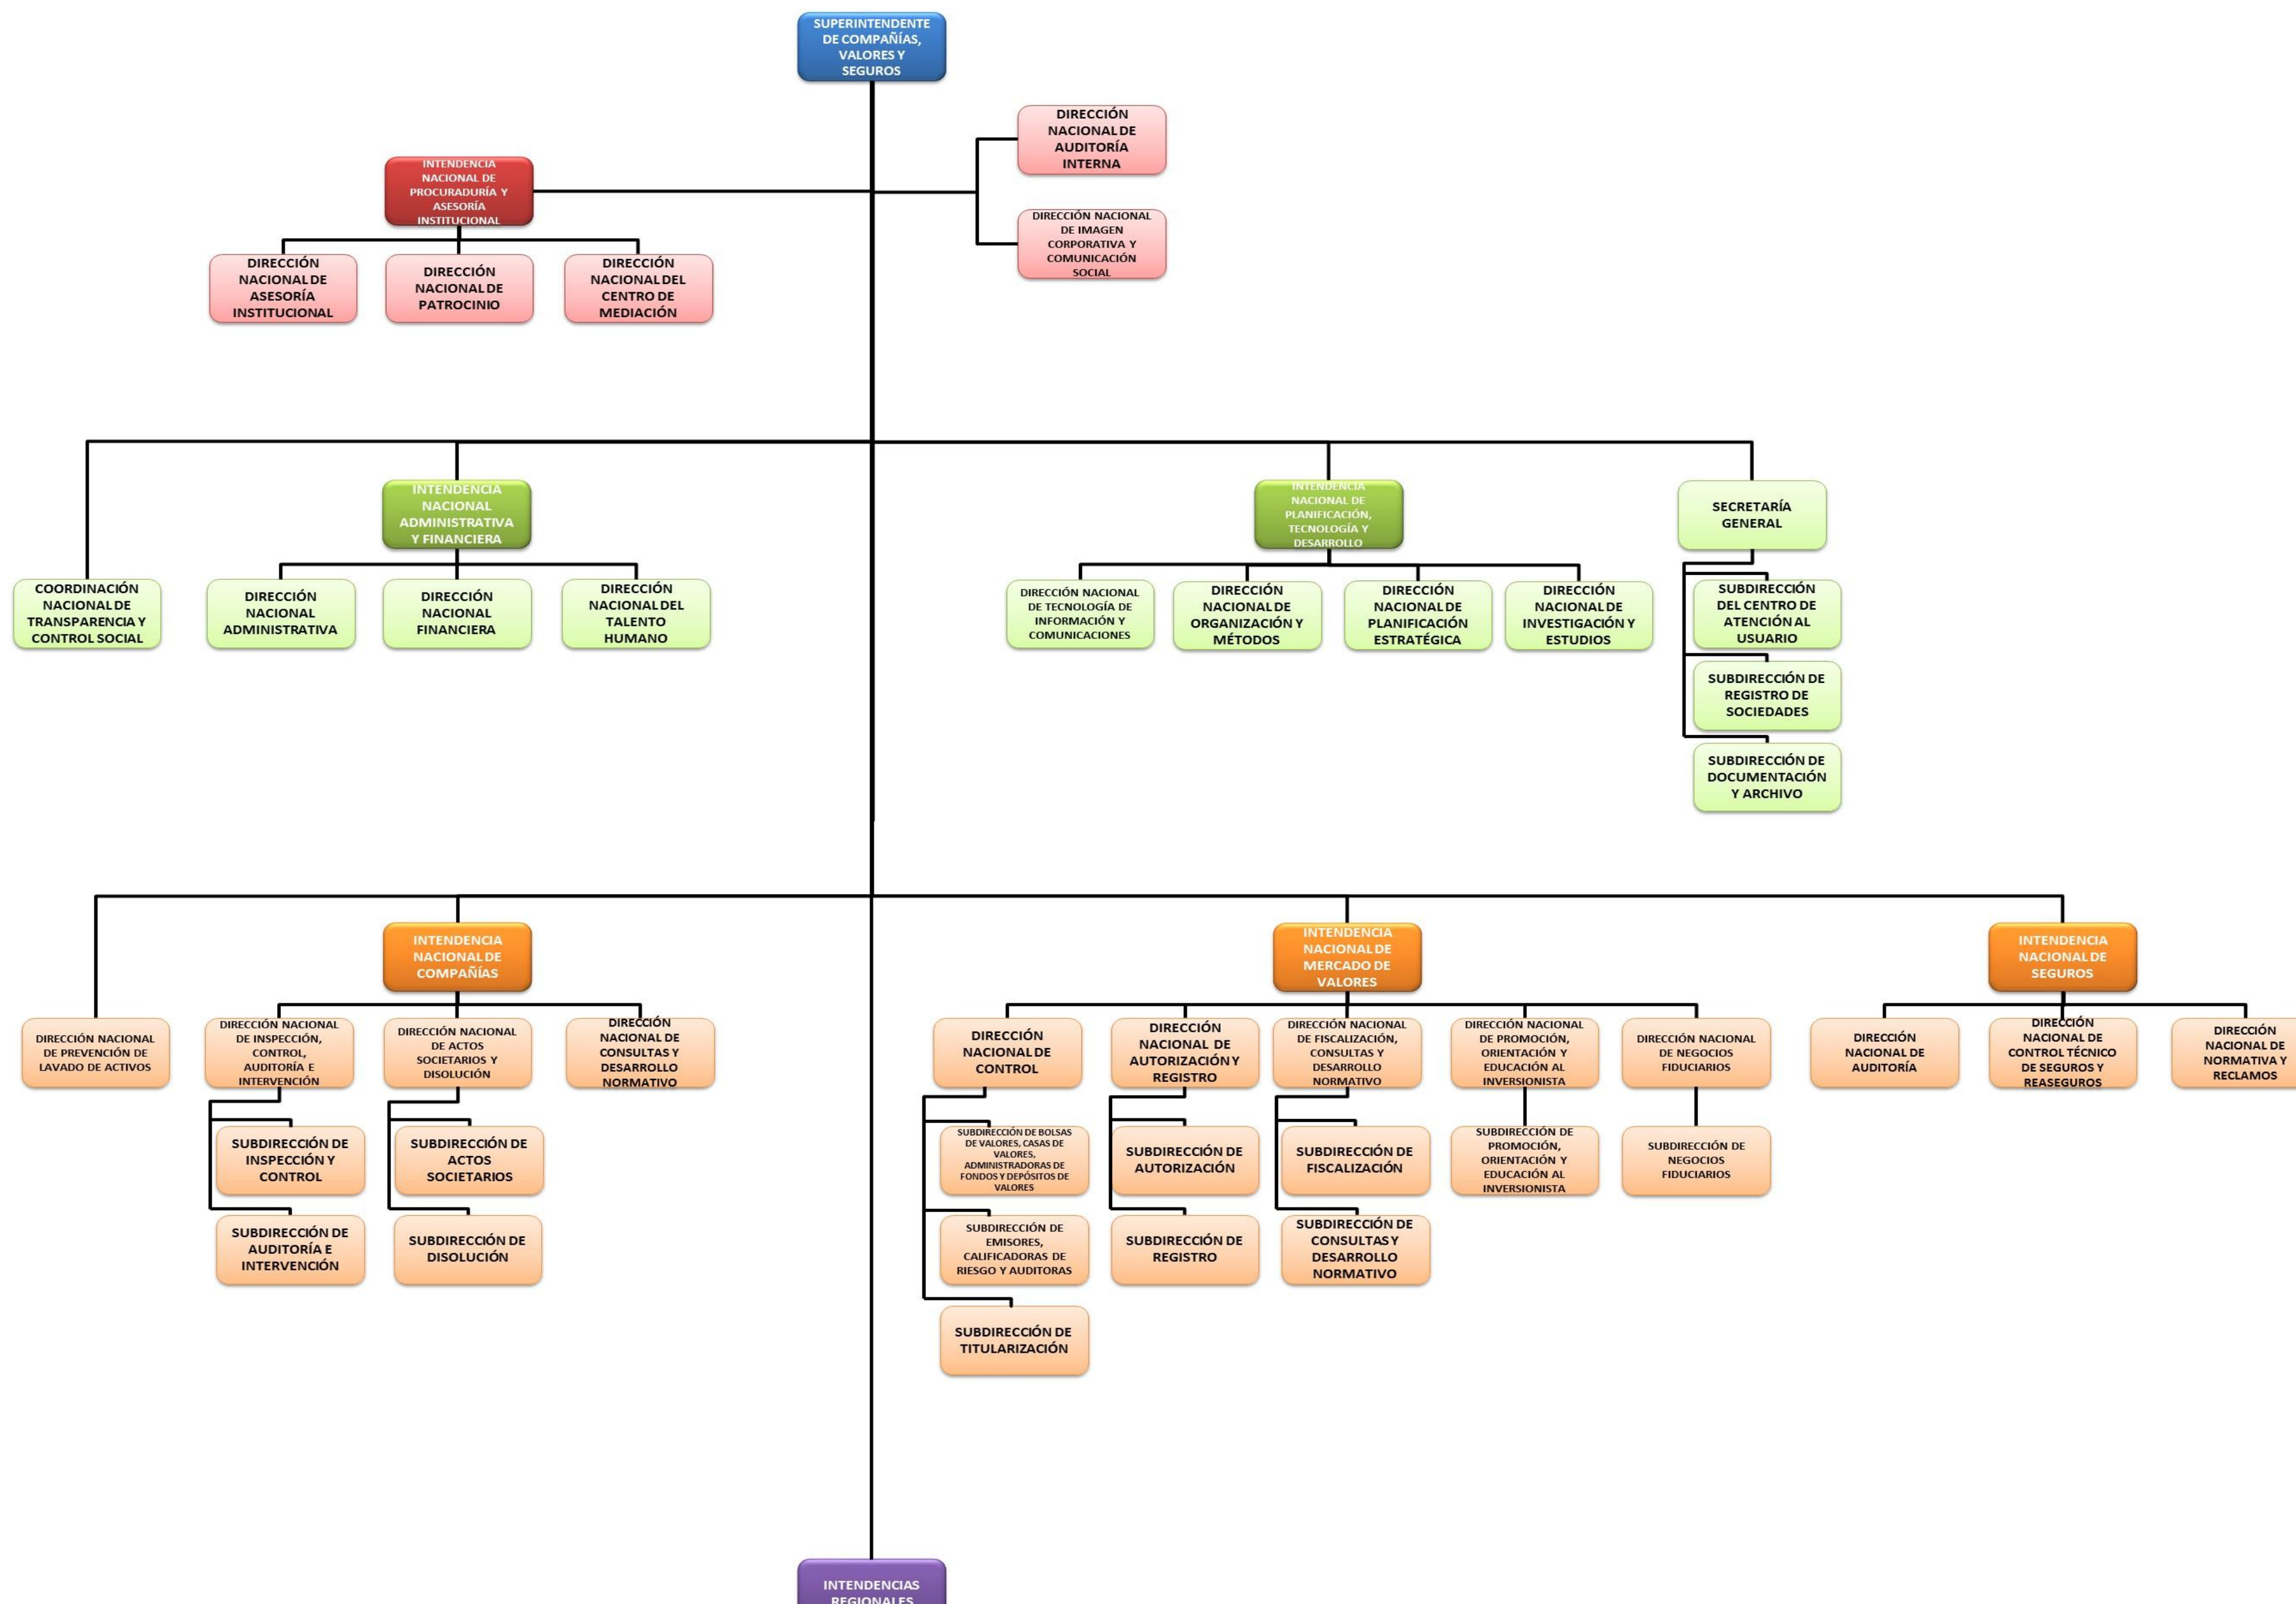 SUPERINTENDENTE
DE COMPAÑÍAS,
VALORES Y
SEGUROS
DIRECCIÓN
NACIONAL DE
AUDITORÍA
INTERNA
INTENDENCIA
NACIONAL DE
PROCURADURÍA Y
ASESORÍA
INSTITUCIONAL
DIRECCIÓN NACIONAL
DE IMAGEN
CORPORATIVA Y
COMUNICACIÓN
SOCIAL
DIRECCIÓN
NACIONAL DE
ASESORÍA
INSTITUCIONAL
DIRECCIÓN
NACIONAL DE
PATROCINIO
DIRECCIÓN
NACIONAL DEL
CENTRO DE
MEDIACIÓN
INTENDENCIA
NACIONAL
ADMINISTRATIVA
Y FINANCIERA
INTENDENCIA
NACIONAL DE
PLANIFICACIÓN,
TECNOLOGÍA Y
DESARROLLO
SECRETARÍA
GENERAL
COORDINACIÓN
NACIONAL DE
TRANSPARENCIA Y
CONTROL SOCIAL
DIRECCIÓN
NACIONAL
ADMINISTRATIVA
DIRECCIÓN
NACIONAL
FINANCIERA
DIRECCIÓN
NACIONAL DEL
TALENTO
HUMANO
DIRECCIÓN NACIONAL
DE TECNOLOGÍA DE
INFORMACIÓN Y
COMUNICACIONES
DIRECCIÓN
NACIONAL DE
ORGANIZACIÓN Y
MÉTODOS
DIRECCIÓN
NACIONAL DE
PLANIFICACIÓN
ESTRATÉGICA
DIRECCIÓN
NACIONAL DE
INVESTIGACIÓN Y
ESTUDIOS
SUBDIRECCIÓN
DEL CENTRO DE
ATENCIÓN AL
USUARIO
SUBDIRECCIÓN DE
REGISTRO DE
SOCIEDADES
SUBDIRECCIÓN DE
DOCUMENTACIÓN
Y ARCHIVO
INTENDENCIA
NACIONAL DE
COMPAÑÍAS
INTENDENCIA
NACIONAL DE
MERCADO DE
VALORES
INTENDENCIA
NACIONAL DE
SEGUROS
DIRECCIÓN NACIONAL
DE PREVENCIÓN DE
LAVADO DE ACTIVOS
DIRECCIÓN NACIONAL
DE INSPECCIÓN,
CONTROL,
AUDITORÍA E
INTERVENCIÓN
DIRECCIÓN NACIONAL
DE ACTOS
SOCIETARIOS Y
DISOLUCIÓN
DIRECCIÓN
NACIONAL DE
CONSULTAS Y
DESARROLLO
NORMATIVO
DIRECCIÓN
NACIONAL DE
CONTROL
DIRECCIÓN
NACIONAL DE
AUTORIZACIÓN Y
REGISTRO
DIRECCIÓN NACIONAL
DE FISCALIZACIÓN,
CONSULTAS Y
DESARROLLO
NORMATIVO
DIRECCIÓN NACIONAL
DE PROMOCIÓN,
ORIENTACIÓN Y
EDUCACIÓN AL
INVERSIONISTA
DIRECCIÓN NACIONAL
DE NEGOCIOS
FIDUCIARIOS
DIRECCIÓN
NACIONAL DE
AUDITORÍA
DIRECCIÓN
NACIONAL DE
CONTROL TÉCNICO
DE SEGUROS Y
REASEGUROS
DIRECCIÓN
NACIONAL DE
NORMATIVA Y
RECLAMOS
SUBDIRECCIÓN DE
INSPECCIÓN Y
CONTROL
SUBDIRECCIÓN DE
ACTOS
SOCIETARIOS
SUBDIRECCIÓN DE BOLSAS
DE VALORES, CASAS DE
VALORES,
ADMINISTRADORAS DE
FONDOS Y DEPÓSITOS DE
VALORES
SUBDIRECCIÓN DE
AUTORIZACIÓN
SUBDIRECCIÓN DE
FISCALIZACIÓN
SUBDIRECCIÓN DE
PROMOCIÓN,
ORIENTACIÓN Y
EDUCACIÓN AL
INVERSIONISTA
SUBDIRECCIÓN DE
NEGOCIOS
FIDUCIARIOS
SUBDIRECCIÓN DE
AUDITORÍA E
INTERVENCIÓN
SUBDIRECCIÓN DE
DISOLUCIÓN
SUBDIRECCIÓN DE
EMISORES,
CALIFICADORAS DE
RIESGO Y AUDITORAS
SUBDIRECCIÓN DE
REGISTRO
SUBDIRECCIÓN DE
CONSULTAS Y
DESARROLLO
NORMATIVO
SUBDIRECCIÓN DE
TITULARIZACIÓN
INTENDENCIAS
REGIONALES